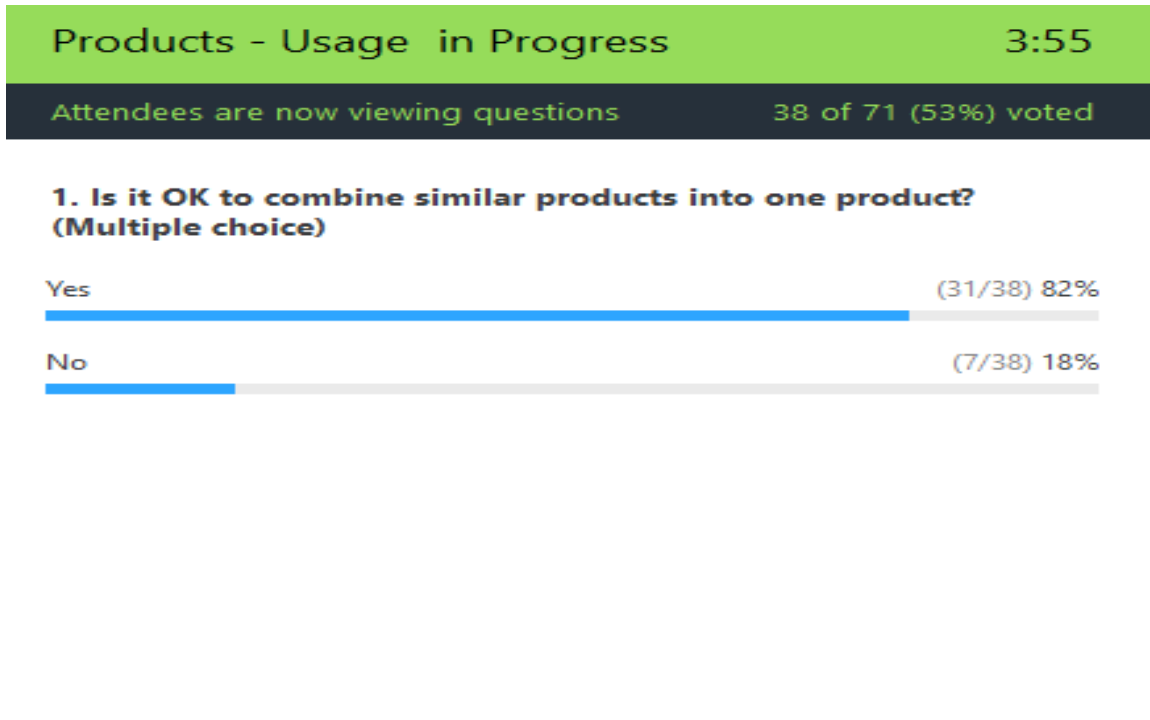 Products - Usage  in Progress 3:55
Attendees are now viewing questions 38 of 71 (53%) voted
1. Is it OK to combine similar products into one product?
(Multiple choice)
Yes (31/38) 82%
No (7/38) 18%